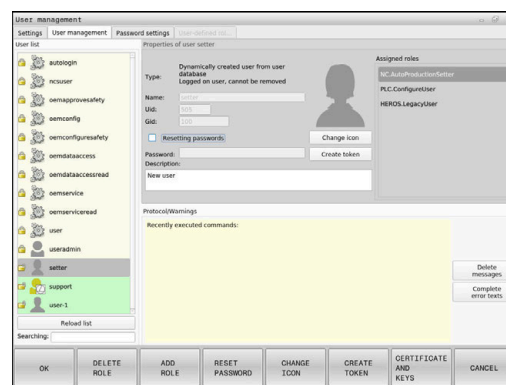 User management
Settings User management Password settings User-defined rol...
User list
autologin
ncsuser
oemapprovesafety
oemconfig
oemconfiguresafety
oemdataaccess
oemdataaccessread
oemservice
oemserviceread
user
useradmin
setter
support
user-1
Reload list
Searching:
Properties of user setter
Type:
Dynamically created user from user
database
Logged on user, cannot be removed
Name: setter
Uid:
Gid:
Resetting passwords
Change icon
Password:
Create token
Description:
New user
Assigned roles
NC.AutoProductionSetter
PLC.ConfigureUser
HEROS.LegacyUser
Protocol/Warnings
Recently executed commands:
Delete
messages
Complete
error texts
OK
DELETE
ROLE
ADD
ROLE
RESET
PASSWORD
CHANGE
ICON
CREATE
TOKEN
CERTIFICATE
AND
KEYS
CANCEL